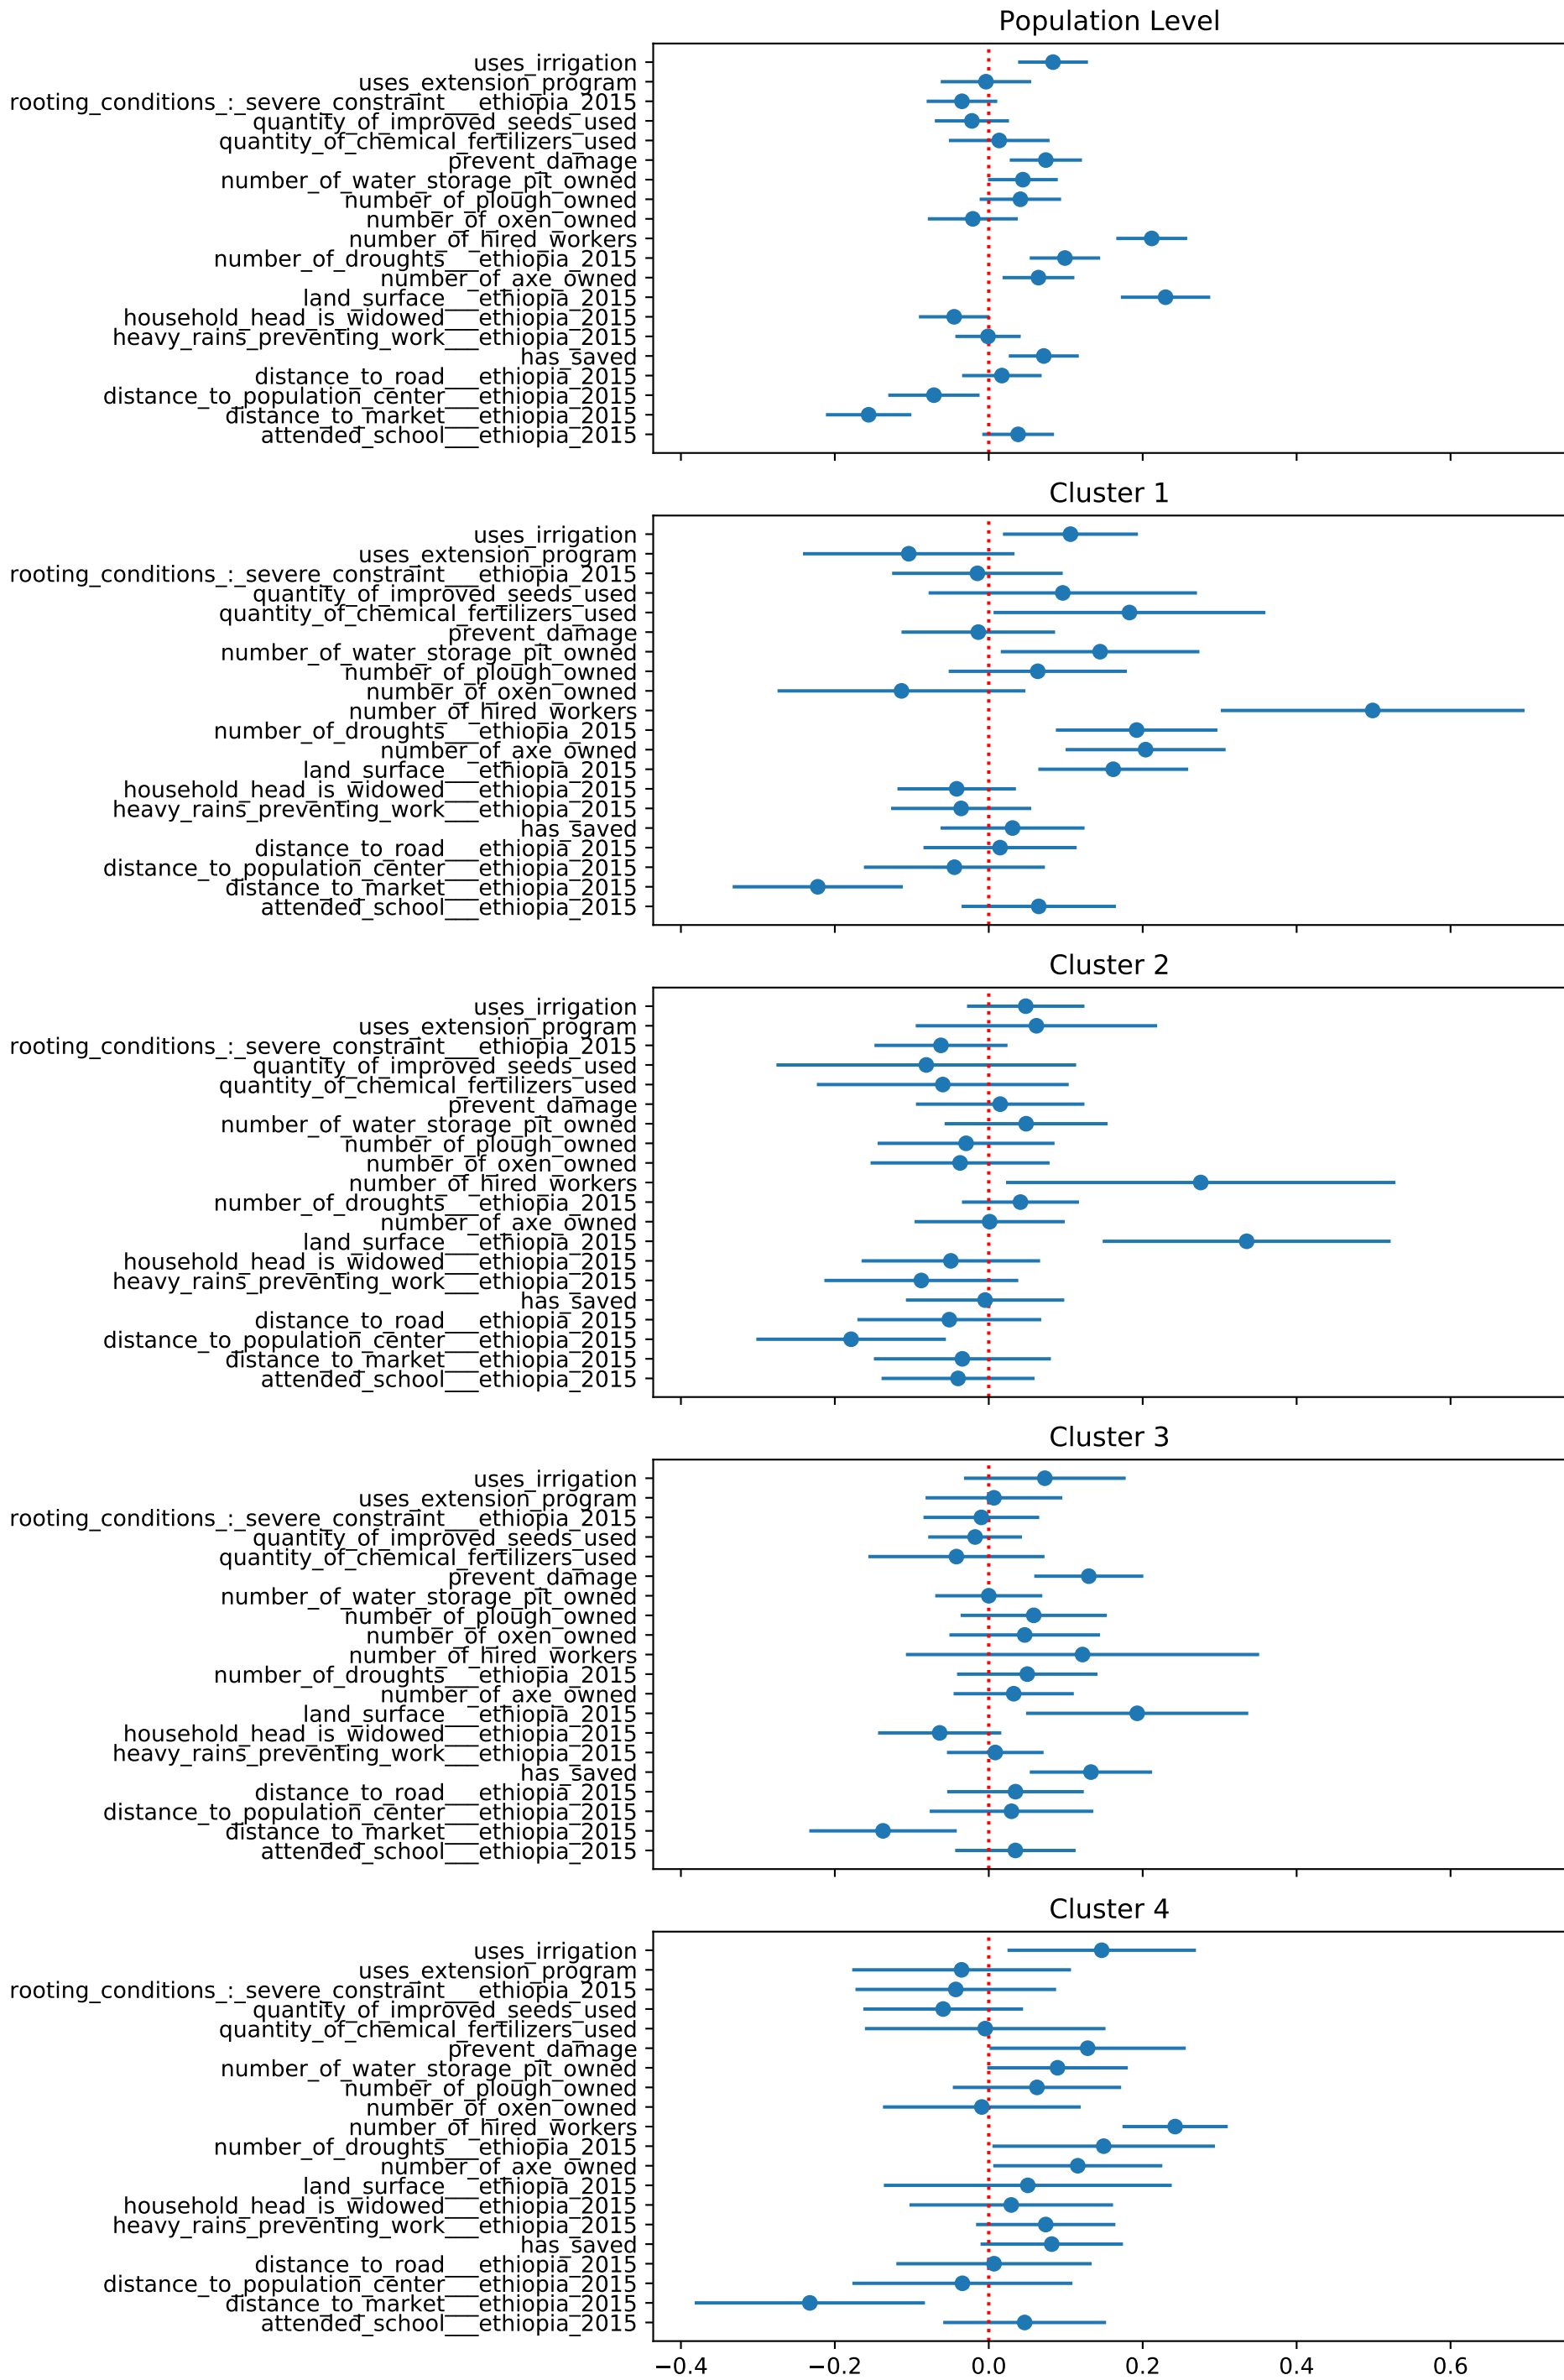 Population Level
uses_irrigation
uses_extension_program
rooting_conditions_:_severe_constraint___ethiopia_2015
quantity_of_improved_seeds_used
quantity_of_chemical_fertilizers_used
prevent_damage
number_of_water_storage_pit_owned
number_of_plough_owned
number_of_oxen_owned
number_of_hired_workers
number_of_droughts___ethiopia_2015
number_of_axe_owned
land_surface___ethiopia_2015
household_head_is_widowed___ethiopia_2015
heavy_rains_preventing_work___ethiopia_2015
has_saved
distance_to_road___ethiopia_2015
distance_to_population_center___ethiopia_2015
distance_to_market___ethiopia_2015
attended_school___ethiopia_2015
Cluster 1
uses_irrigation
uses_extension_program
rooting_conditions_:_severe_constraint___ethiopia_2015
quantity_of_improved_seeds_used
quantity_of_chemical_fertilizers_used
prevent_damage
number_of_water_storage_pit_owned
number_of_plough_owned
number_of_oxen_owned
number_of_hired_workers
number_of_droughts___ethiopia_2015
number_of_axe_owned
land_surface___ethiopia_2015
household_head_is_widowed___ethiopia_2015
heavy_rains_preventing_work___ethiopia_2015
has_saved
distance_to_road___ethiopia_2015
distance_to_population_center___ethiopia_2015
distance_to_market___ethiopia_2015
attended_school___ethiopia_2015
Cluster 2
uses_irrigation
uses_extension_program
rooting_conditions_:_severe_constraint___ethiopia_2015
quantity_of_improved_seeds_used
quantity_of_chemical_fertilizers_used
prevent_damage
number_of_water_storage_pit_owned
number_of_plough_owned
number_of_oxen_owned
number_of_hired_workers
number_of_droughts___ethiopia_2015
number_of_axe_owned
land_surface___ethiopia_2015
household_head_is_widowed___ethiopia_2015
heavy_rains_preventing_work___ethiopia_2015
has_saved
distance_to_road___ethiopia_2015
distance_to_population_center___ethiopia_2015
distance_to_market___ethiopia_2015
attended_school___ethiopia_2015
Cluster 3
uses_irrigation
uses_extension_program
rooting_conditions_:_severe_constraint___ethiopia_2015
quantity_of_improved_seeds_used
quantity_of_chemical_fertilizers_used
prevent_damage
number_of_water_storage_pit_owned
number_of_plough_owned
number_of_oxen_owned
number_of_hired_workers
number_of_droughts___ethiopia_2015
number_of_axe_owned
land_surface___ethiopia_2015
household_head_is_widowed___ethiopia_2015
heavy_rains_preventing_work___ethiopia_2015
has_saved
distance_to_road___ethiopia_2015
distance_to_population_center___ethiopia_2015
distance_to_market___ethiopia_2015
attended_school___ethiopia_2015
Cluster 4
uses_irrigation
uses_extension_program
rooting_conditions_:_severe_constraint___ethiopia_2015
quantity_of_improved_seeds_used
quantity_of_chemical_fertilizers_used
prevent_damage
number_of_water_storage_pit_owned
number_of_plough_owned
number_of_oxen_owned
number_of_hired_workers
number_of_droughts___ethiopia_2015
number_of_axe_owned
land_surface___ethiopia_2015
household_head_is_widowed___ethiopia_2015
heavy_rains_preventing_work___ethiopia_2015
has_saved
distance_to_road___ethiopia_2015
distance_to_population_center___ethiopia_2015
distance_to_market___ethiopia_2015
attended_school___ethiopia_2015
−0.4 −0.2 0.0 0.2 0.4 0.6